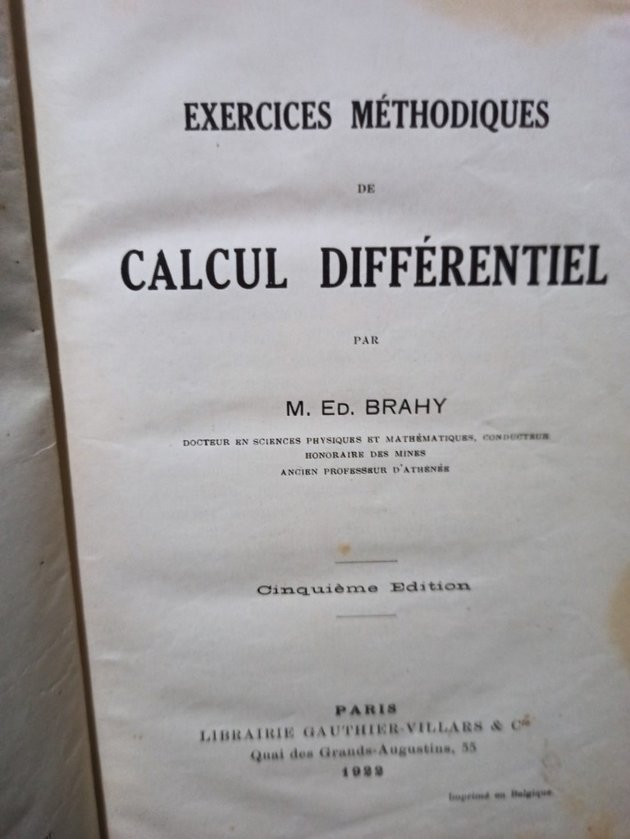 EXERCICES MÉTHODIQUES
DE
CALCUL DIFFÉRENTIEL
PAR
M. ED. BRAHY
DOCTEUR EN SCIENCES PHYSIQUES ET MATHÉMATIQUES, CONDUCTEUR
HONORAIRE DES MINES
ANCIEN PROFESSEUR D'ATHÉNÉE
Cinquième Edition
PARIS
LIBRAIRIE GAUTHIER-VILLARS & Cie
Quai des Grands-Augustins, 55
1922
Imprimé en Belgique.